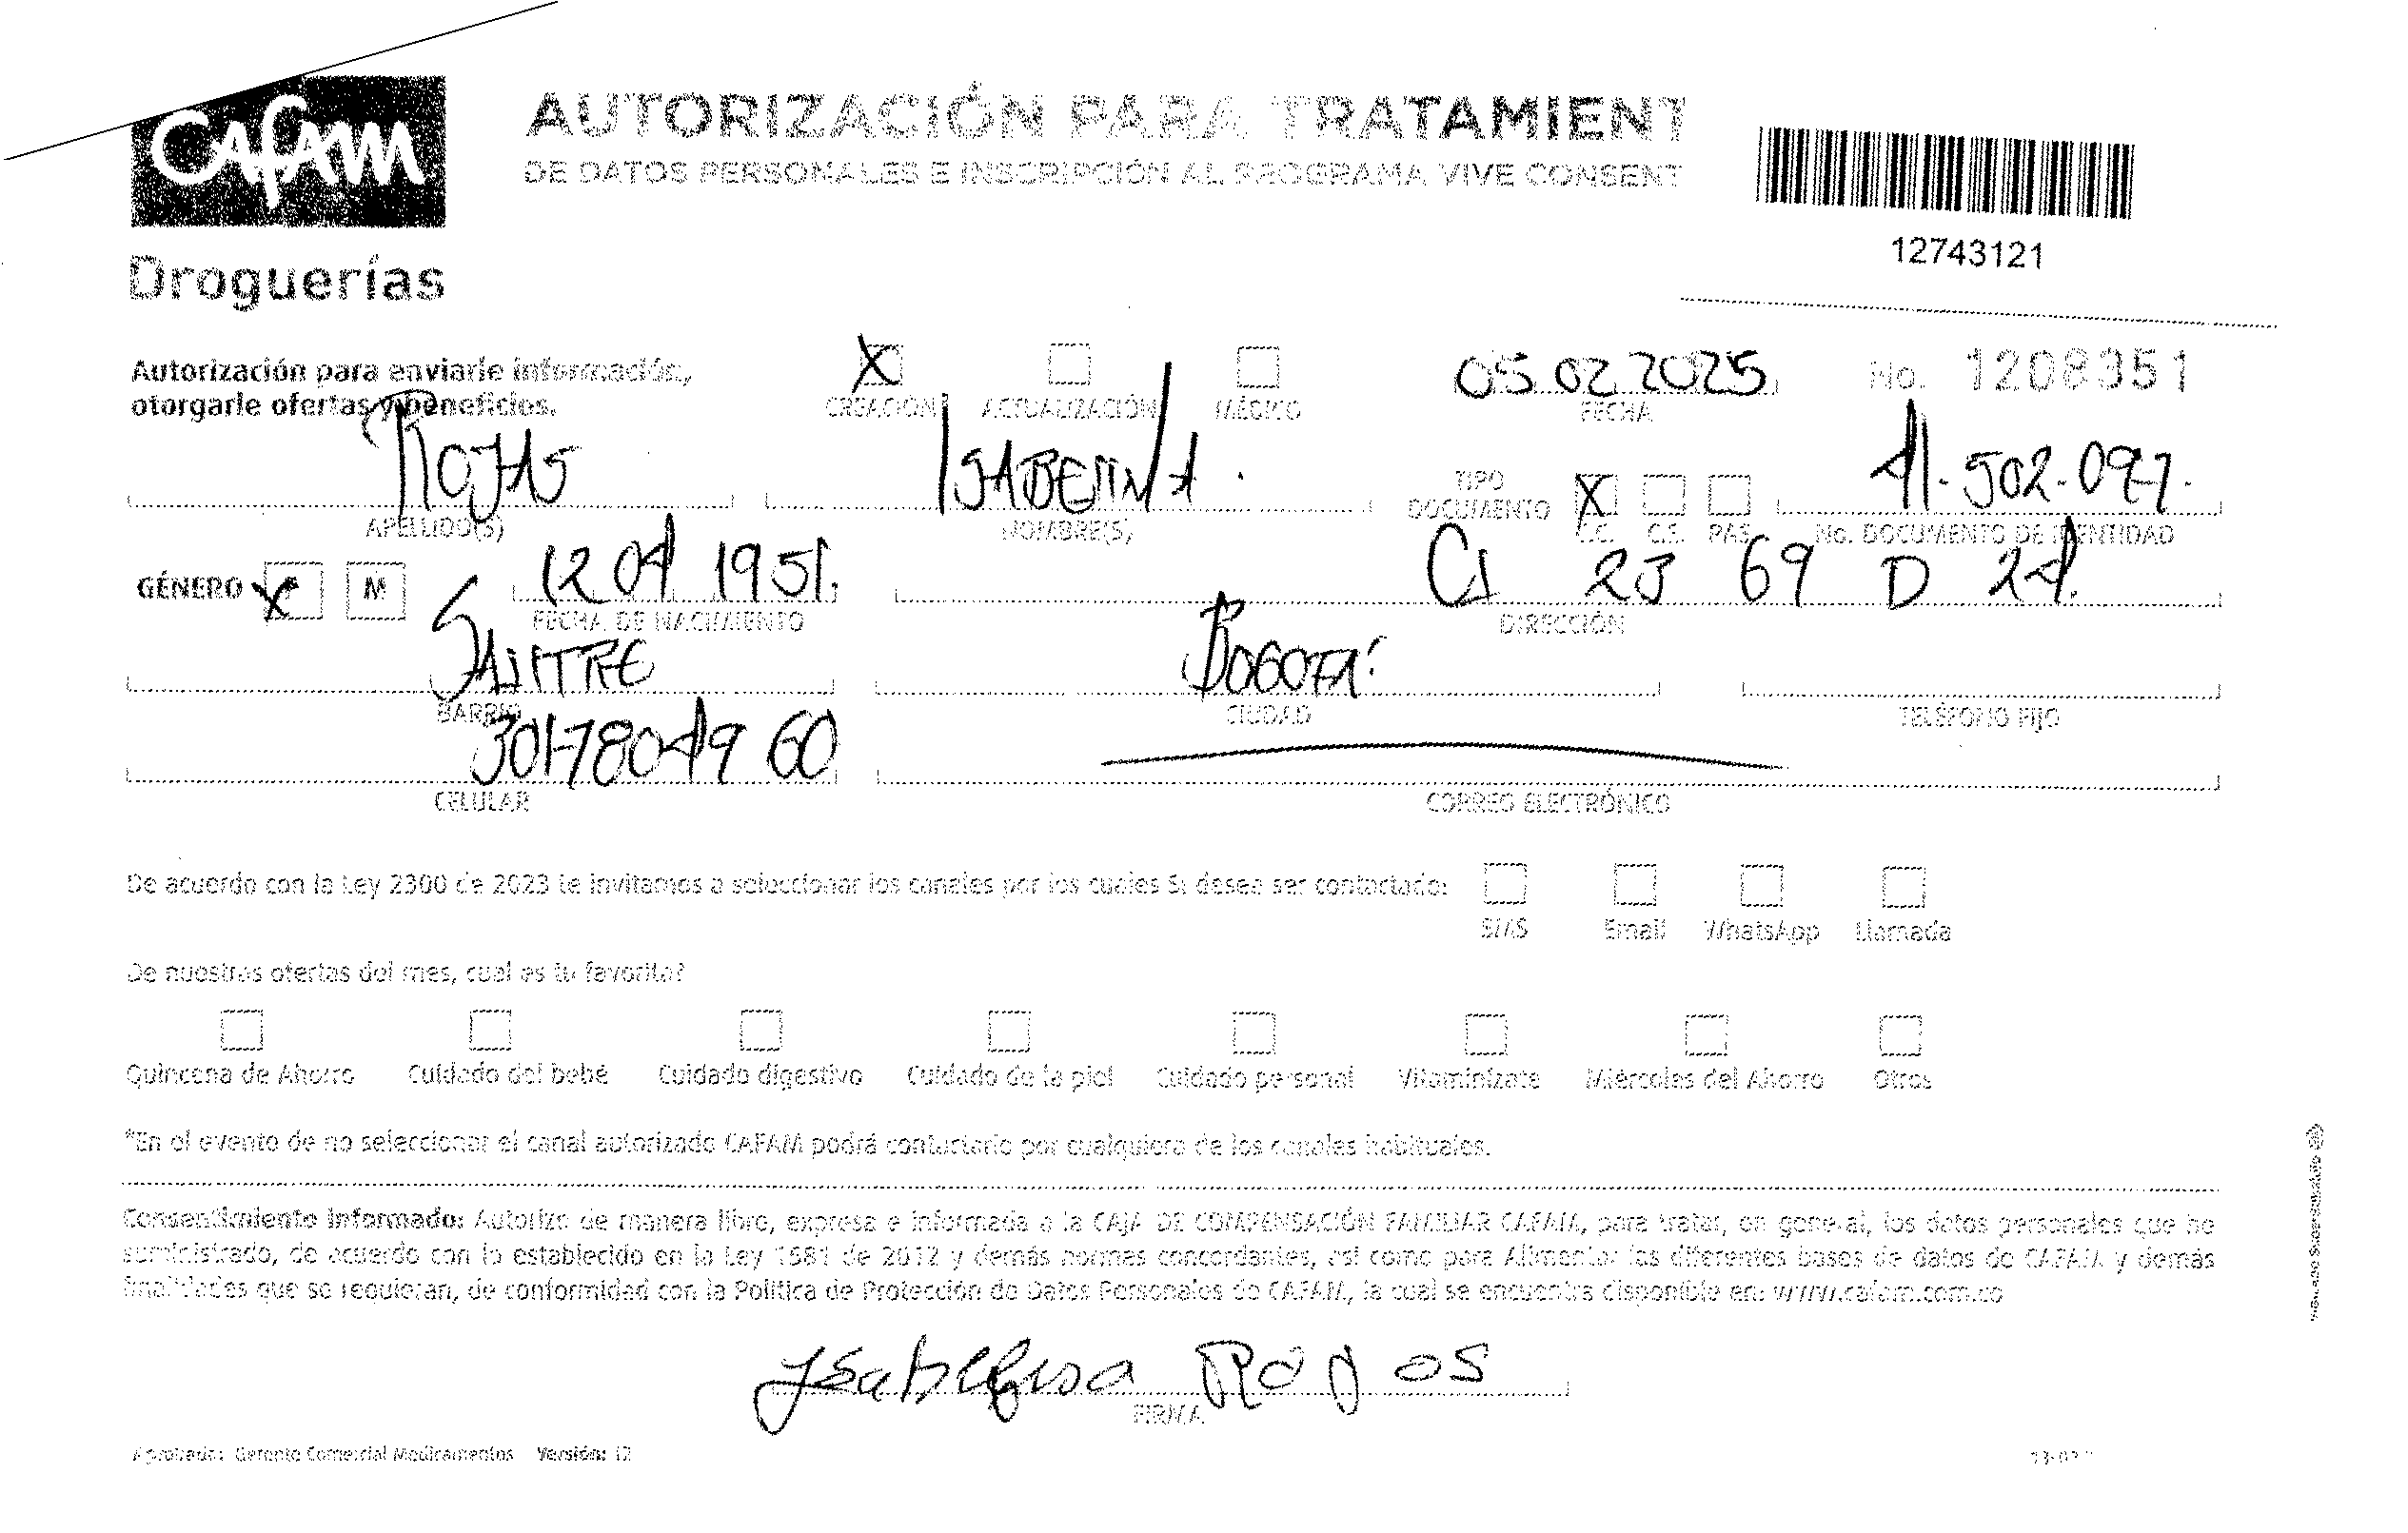 Cafam
Droguerías
AUTORIZACIÓN PARA TRATAMIENT
DE DATOS PERSONALES E INSCRIPCIÓN AL PROGRAMA VIVE CONSENT
12743121
Autorización para enviarle información,
otorgarle ofertas y beneficios.
X CREACIÓN ACTUALIZACIÓN MÉDICO
05 02 2025
FECHA
No. 1208351
ROJAS
APELLIDO(S)
NOMBRE(S)
TIPO DOCUMENTO X C.C. C.E. PAS
41.502.097.
No. DOCUMENTO DE IDENTIDAD
GÉNERO X F M
12 04 1951.
FECHA DE NACIMIENTO
Cl 23 69 D 24.
DIRECCIÓN
BARRIO
BOGOTA
CIUDAD
TELÉFONO FIJO
301-7804960
CELULAR
CORREO ELECTRÓNICO
De acuerdo con la Ley 2300 de 2023 te invitamos a seleccionar los canales por los cuales Si desea ser contactado:
SMS Email WhatsApp Llamada
De nuestras ofertas del mes, cual es tu favorita?
Quincena de Ahorro Cuidado del bebé Cuidado digestivo Cuidado de la piel Cuidado personal Vitamínizate Miércoles del Ahorro Otros
*En el evento de no seleccionar el canal autorizado CAFAM podrá contactarlo por cualquiera de los canales habituales.
Consentimiento informado: Autorizo de manera libre, expresa e informada a la CAJA DE COMPENSACIÓN FAMILIAR CAFAM, para tratar, en general, los datos personales que he
suministrado, de acuerdo con lo establecido en la Ley 1581 de 2012 y demás normas concordantes, así como para Alimentar las diferentes bases de datos de CAFAM y demás
finalidades que se requieran, de conformidad con la Política de Protección de Datos Personales de CAFAM, la cual se encuentra disponible en: www.cafam.com.co
Rojas
FIRMA
Aprobado: Gerente Comercial Medicamentos Versión: 12